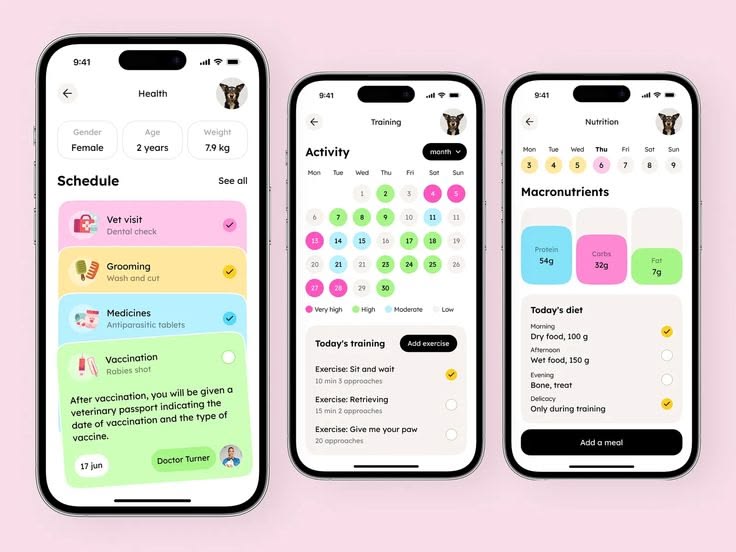 9:41
Health
Gender
Female
Age
2 years
Weight
7.9 kg
Schedule
See all
Vet visit
Dental check
Grooming
Wash and cut
Medicines
Antiparasitic tablets
Vaccination
Rabies shot
After vaccination, you will be given a
veterinary passport indicating the
date of vaccination and the type of
vaccine.
17 jun
Doctor Turner
9:41
Training
Activity
month
Mon Tue Wed Thu Fri Sat Sun
1 2 3 4 5
6 7 8 9 10 11 11
13 14 15 16 17 18 19
20 21 22 23 24 25 26
27 28 29 30
Very high High Moderate Low
Today's training
Add exercise
Exercise: Sit and wait
10 min 3 approaches
Exercise: Retrieving
15 min 2 approaches
Exercise: Give me your paw
20 approaches
9:41
Nutrition
Mon Tue Wed Thu Fri Sat Sun
3 4 5 6 7 8 9
Macronutrients
Protein
54g
Carbs
32g
Fat
7g
Today's diet
Morning
Dry food, 100 g
Afternoon
Wet food, 150 g
Evening
Bone, treat
Delicacy
Only during training
Add a meal